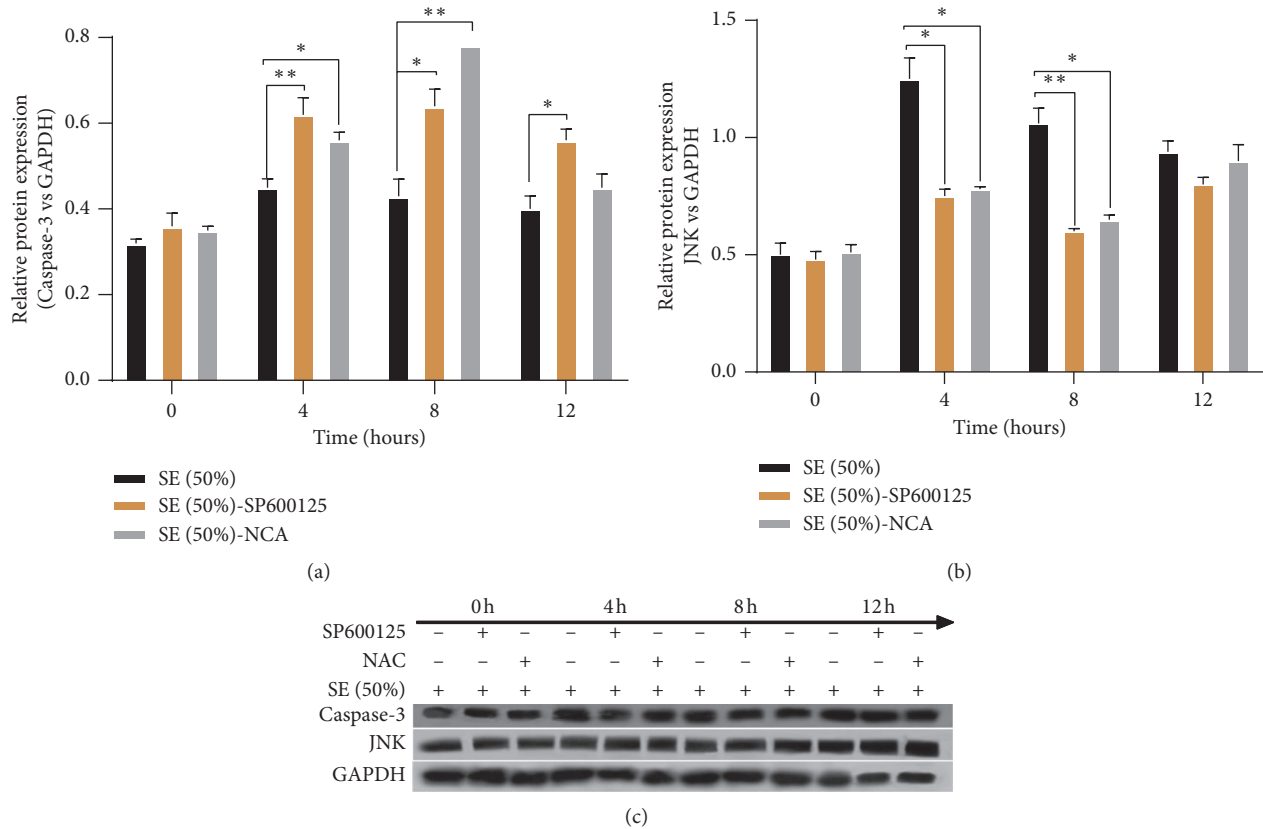 Relative protein expression
(Caspase-3 vs GAPDH)
0.8
0.6
0.4
0.2
0.0
** * * ** *
0 4 8 12
Time (hours)
SE (50%)
SE (50%)-SP600125
SE (50%)-NCA
(a)
Relative protein expression
JNK vs GAPDH
1.5
1.0
0.5
0.0
* * ** *
0 4 8 12
Time (hours)
SE (50%)
SE (50%)-SP600125
SE (50%)-NCA
(b)
0 h 4 h 8 h 12 h
SP600125 – + – – + – – + – – + –
NAC – – + – – + – – + – – +
SE (50%) + + + + + + + + + + + +
Caspase-3
JNK
GAPDH
(c)